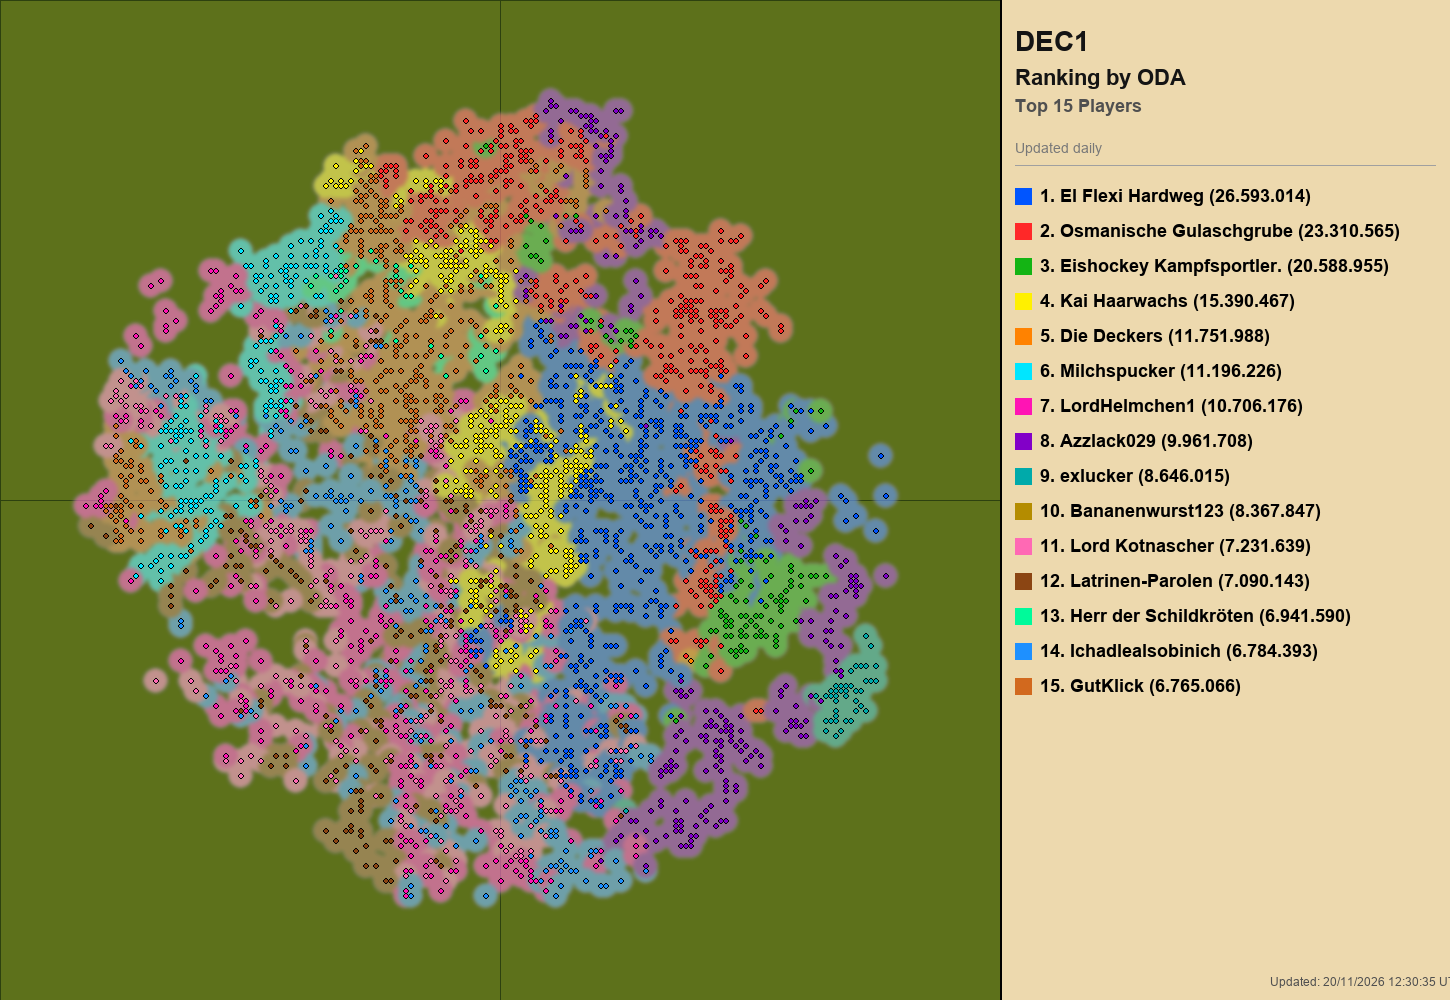 DEC1
Ranking by ODA
Top 15 Players
Updated daily
1. El Flexi Hardweg (26.593.014)
2. Osmanische Gulaschgrube (23.310.565)
3. Eishockey Kampfsportler. (20.588.955)
4. Kai Haarwachs (15.390.467)
5. Die Deckers (11.751.988)
6. Milchspucker (11.196.226)
7. LordHelmchen1 (10.706.176)
8. Azzlack029 (9.961.708)
9. exlucker (8.646.015)
10. Bananenwurst123 (8.367.847)
11. Lord Kotnascher (7.231.639)
12. Latrinen-Parolen (7.090.143)
13. Herr der Schildkröten (6.941.590)
14. Ichadlealsobinich (6.784.393)
15. GutKlick (6.765.066)
Updated: 20/11/2026 12:30:35 U